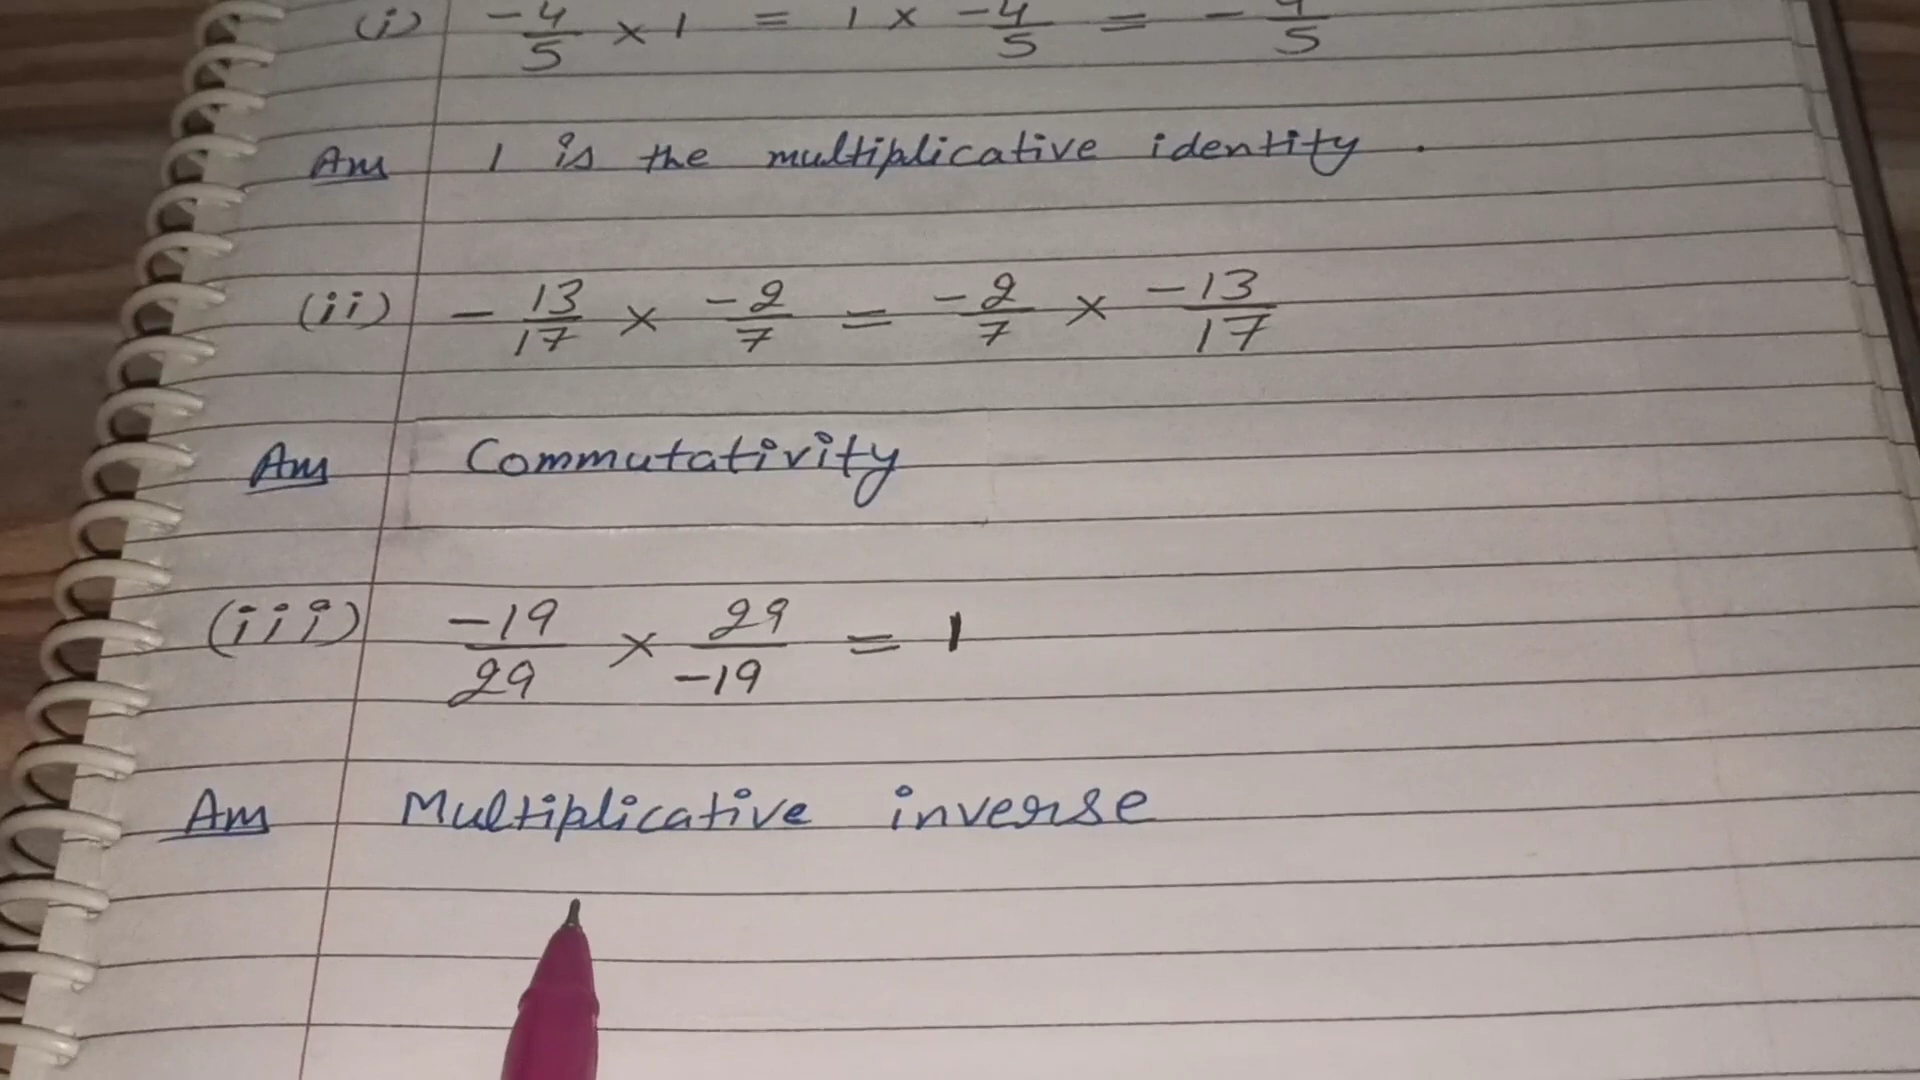 (i) -4/5 × 1 = 1 × -4/5 = - 4/5
Ans 1 is the multiplicative identity.
(ii) - 13/17 × -2/7 = -2/7 × -13/17
Ans Commutativity
(iii) -19/29 × 29/-19 = 1
Ans Multiplicative inverse